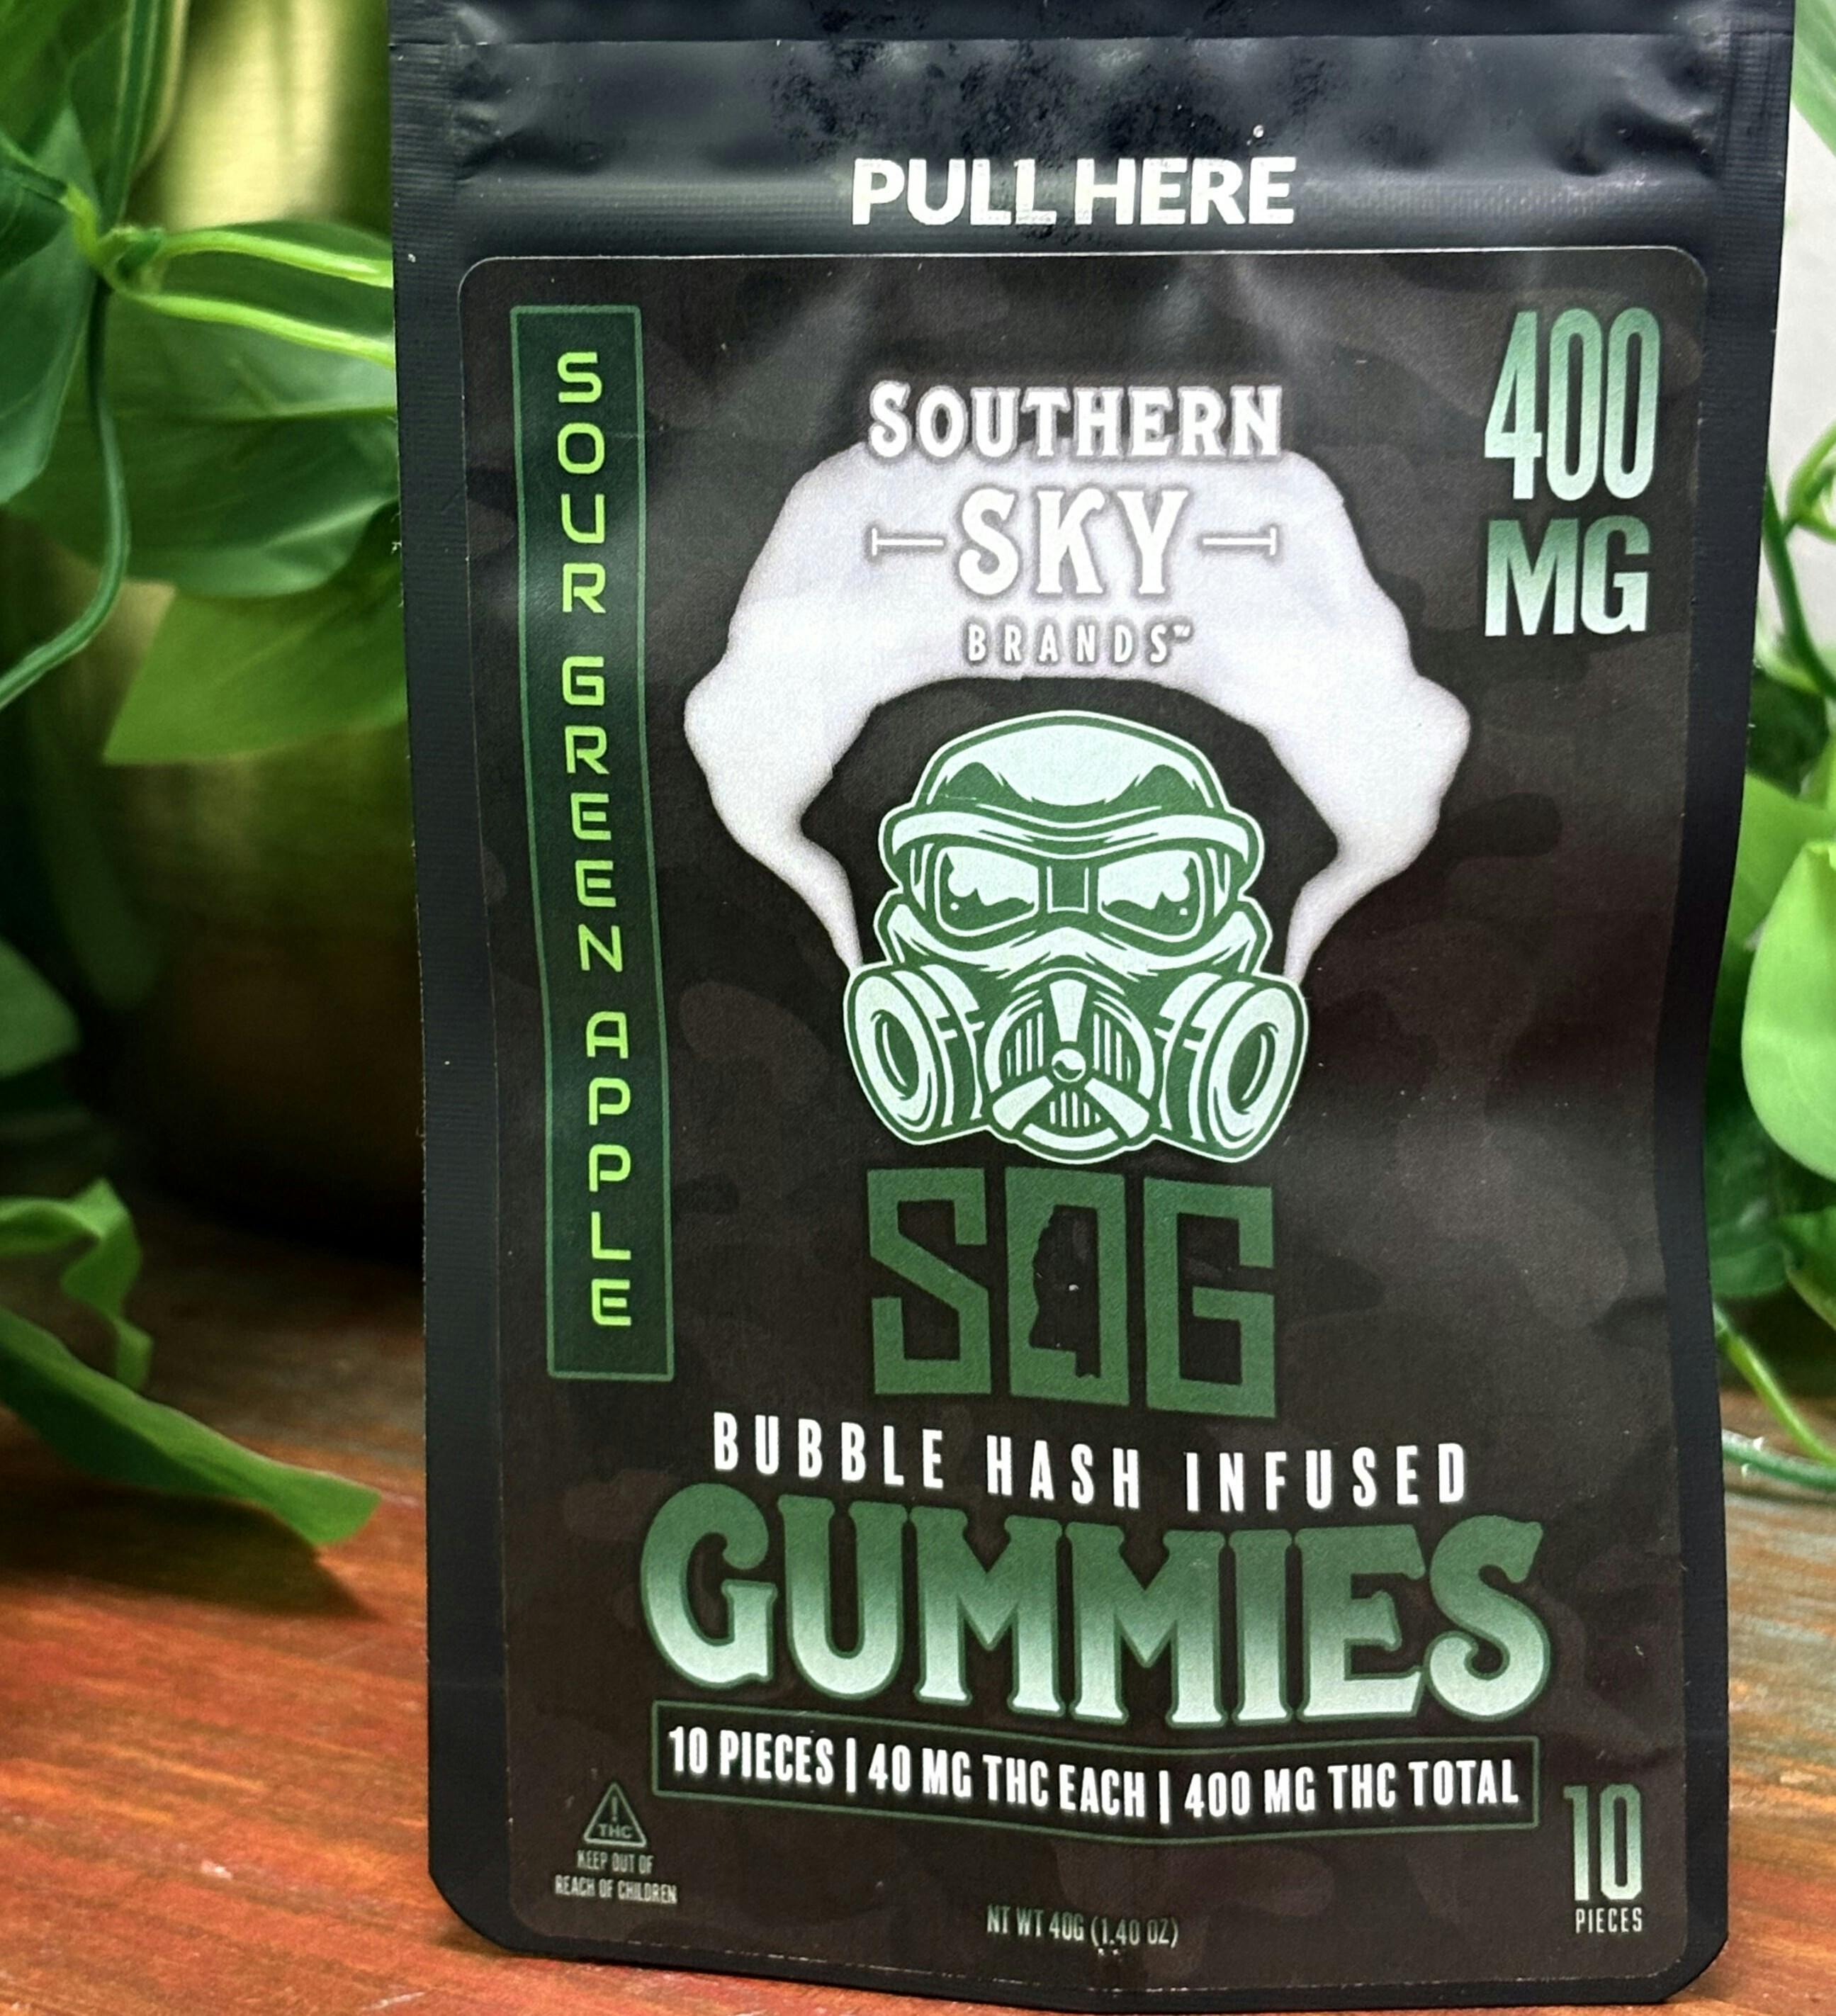 PULL HERE
SOUR GREEN APPLE
400
MG
SOUTHERN
SKY
BRANDS™
SOG
BUBBLE HASH INFUSED
GUMMIES
10 PIECES | 40 MG THC EACH | 400 MG THC TOTAL
!
THC
KEEP OUT OF
REACH OF CHILDREN
10
PIECES
NT WT 40G (1.40 OZ)